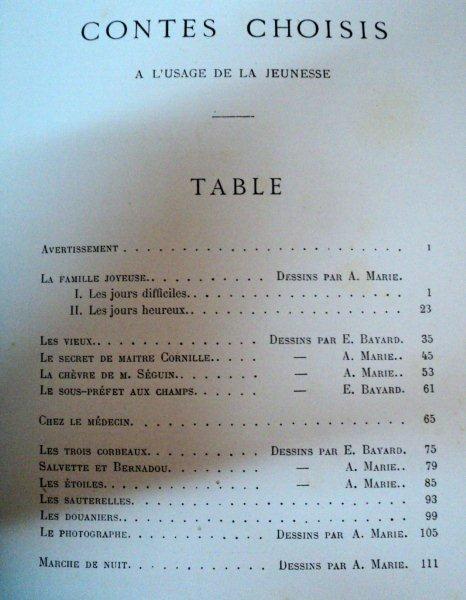 CONTES CHOISIS
A L'USAGE DE LA JEUNESSE
TABLE
AVERTISSEMENT . . . . . . . . . . . . . . . . . . . . . . . 1
LA FAMILLE JOYEUSE. . . . . . . . . . . DESSINS PAR A. MARIE.
I. Les jours difficiles. . . . . . . . . . . . . . . . . . . 1
II. Les jours heureux. . . . . . . . . . . . . . . . . . . 23
LES VIEUX. . . . . . . . . . . . DESSINS PAR E. BAYARD. 35
LE SECRET DE MAITRE CORNILLE. . . . . — A. MARIE. . 45
LA CHÈVRE DE M. SÉGUIN. . . . . . . — A. MARIE. . 53
LE SOUS-PRÉFET AUX CHAMPS. . . . . . — E. BAYARD. 61
CHEZ LE MÉDECIN. . . . . . . . . . . . . . . . . . . . . 65
LES TROIS CORBEAUX. . . . . . . . DESSINS PAR E. BAYARD. 75
SALVETTE ET BERNADOU. . . . . . . . — A. MARIE. . 79
LES ÉTOILES . . . . . . . . . . . — A. MARIE. . 85
LES SAUTERELLES. . . . . . . . . . . . . . . . . . . . . 93
LES DOUANIERS. . . . . . . . . . . . . . . . . . . . . . 99
LE PHOTOGRAPHE. . . . . . . . . . DESSINS PAR A. MARIE. 105
MARCHE DE NUIT. . . . . . . . . . DESSINS PAR A. MARIE. 111